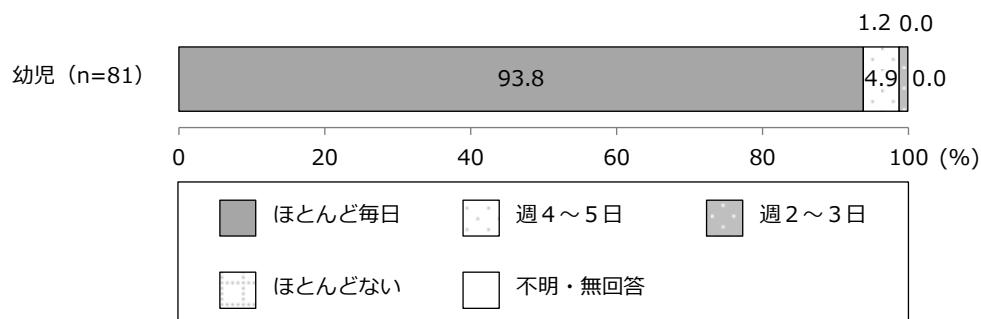 1.2 0.0
幼児（n=81） 93.8 4.9 0.0
0 20 40 60 80 100 (%)
ほとんど毎日 週４～５日 週２～３日
ほとんどない 不明・無回答